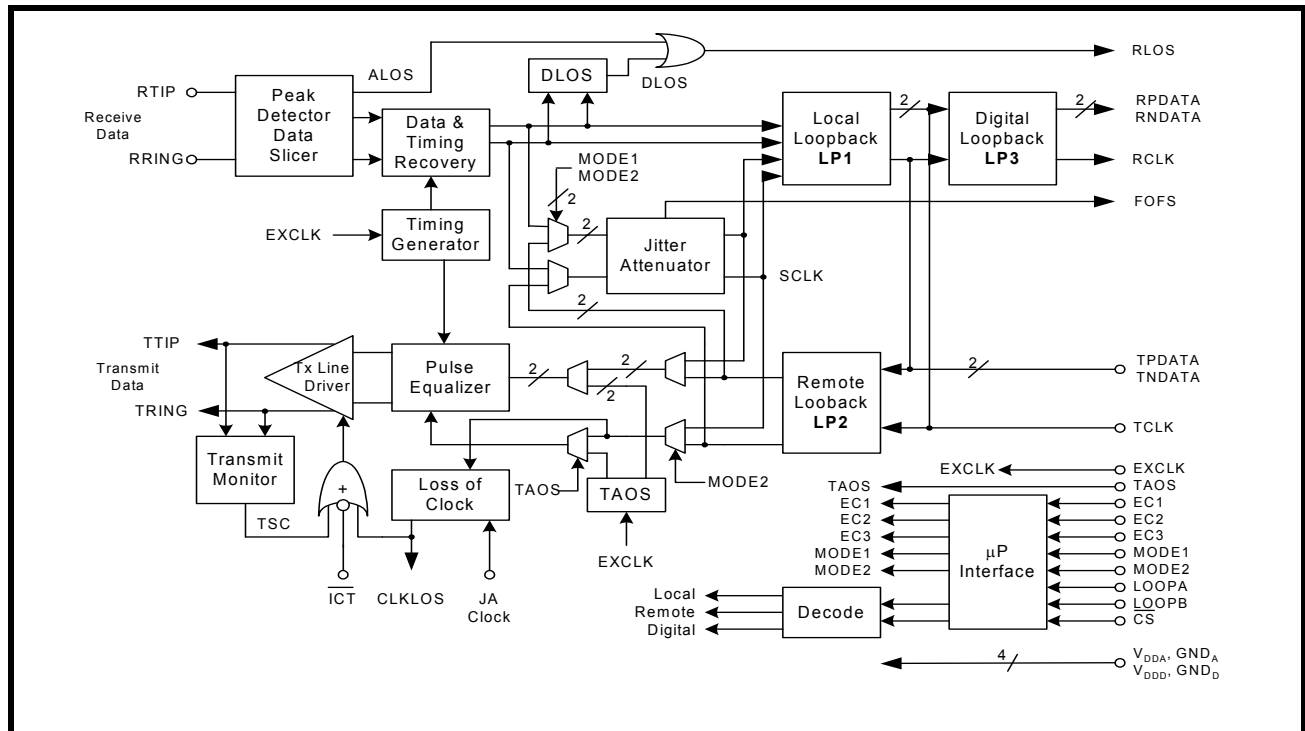 RLOS
ALOS
DLOS
DLOS
RTIP
Receive
Data
RRING
Peak
Detector
Data
Slicer
Data &
Timing
Recovery
MODE1
MODE2
2
Local
Loopback
LP1
2
Digital
Loopback
LP3
2
RPDATA
RNDATA
RCLK
FOFS
EXCLK
Timing
Generator
2
Jitter
Attenuator
SCLK
2
TTIP
Transmit
Data
TRING
Tx Line
Driver
Pulse
Equalizer
2
2
2
Remote
Looback
LP2
2
TPDATA
TNDATA
TCLK
Transmit
Monitor
TSC
+
ICT
Loss of
Clock
CLKLOS
JA
Clock
TAOS
TAOS
EXCLK
MODE2
EXCLK
TAOS
EC1
EC2
EC3
MODE1
MODE2
µP
Interface
EXCLK
TAOS
EC1
EC2
EC3
MODE1
MODE2
LOOPA
LOOPB
CS
Local
Remote
Digital
Decode
4
VDDA, GNDA
VDDD, GNDD